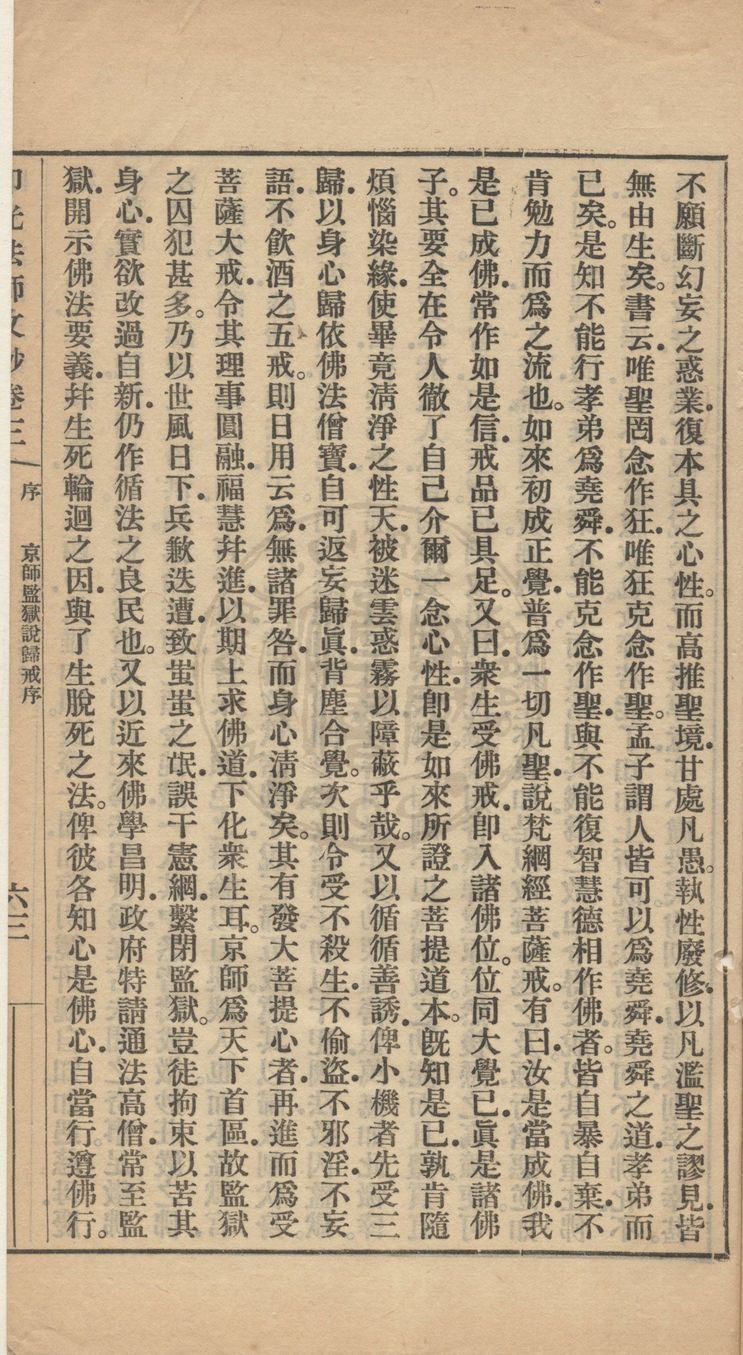 不願斷幻妄之惑業.復本具之心性。而高推聖境.甘處凡愚。執性廢修.以凡濫聖之謬見.皆
無由生矣。書云.唯聖罔念作狂.唯狂克念作聖。孟子謂人皆可以爲堯舜.堯舜之道.孝弟而
已矣。是知不能行孝弟爲堯舜.不能克念作聖.與不能復智慧德相作佛者。皆自暴自棄.不
肯勉力而爲之流也。如來初成正覺.普爲一切凡聖.說梵網經菩薩戒。有曰.汝是當成佛.我
是已成佛.常作如是信.戒品已具足。又曰.衆生受佛戒.卽入諸佛位。位同大覺已.眞是諸佛
子。其要全在令人徹了自己介爾一念心性.卽是如來所證之菩提道本。旣知是已.孰肯隨
煩惱染緣.使畢竟淸淨之性天.被迷雲惑霧以障蔽乎哉。又以循循善誘.俾小機者先受三
歸.以身心歸依佛法僧寶.自可返妄歸眞.背塵合覺。次則令受不殺生.不偷盜.不邪淫.不妄
語.不飮酒之五戒。則日用云爲.無諸罪咎.而身心淸淨矣。其有發大菩提心者.再進而爲受
菩薩大戒.令其理事圓融.福慧幷進.以期上求佛道.下化衆生耳。京師爲天下首區.故監獄
之囚犯甚多。乃以世風日下.兵歉迭遭.致蚩蚩之氓.誤干憲網.繫閉監獄。豈徒拘束以苦其
身心.實欲改過自新.仍作循法之良民也。又以近來佛學昌明.政府特請通法高僧.常至監
獄.開示佛法要義.幷生死輪迴之因.與了生脫死之法。俾彼各知心是佛心.自當行遵佛行。
印光法師文鈔卷三 序 京師監獄說歸戒序 六三